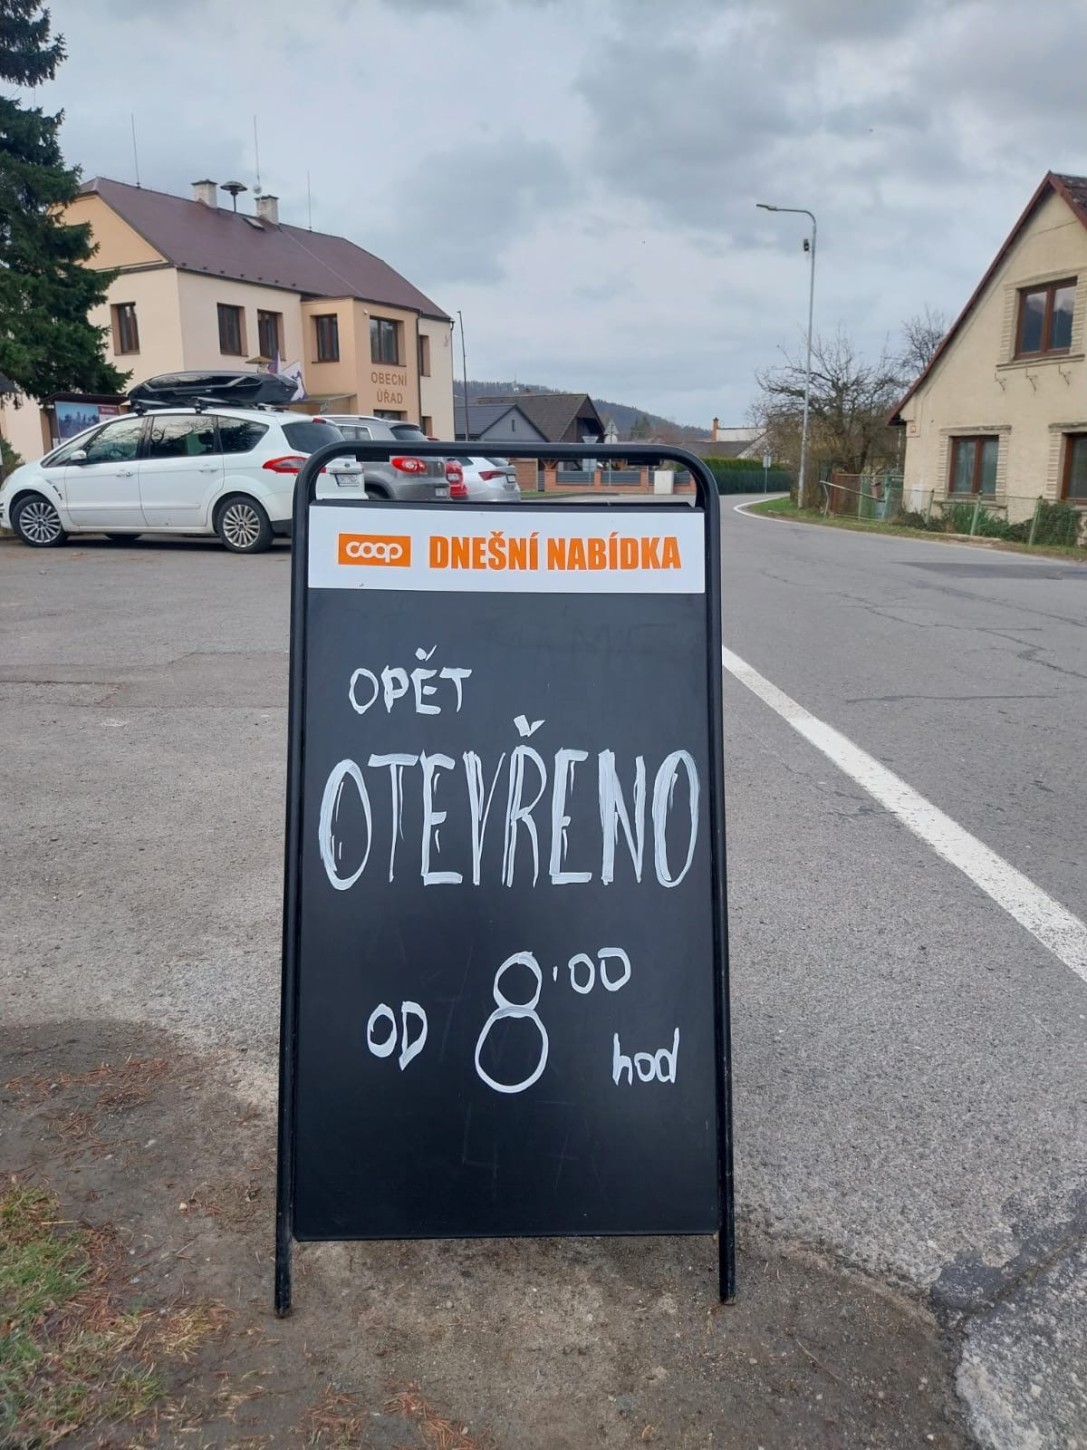 OBECNÍ
ÚŘAD
coop DNEŠNÍ NABÍDKA
OPĚT
OTEVŘENO
OD 8.00 hod